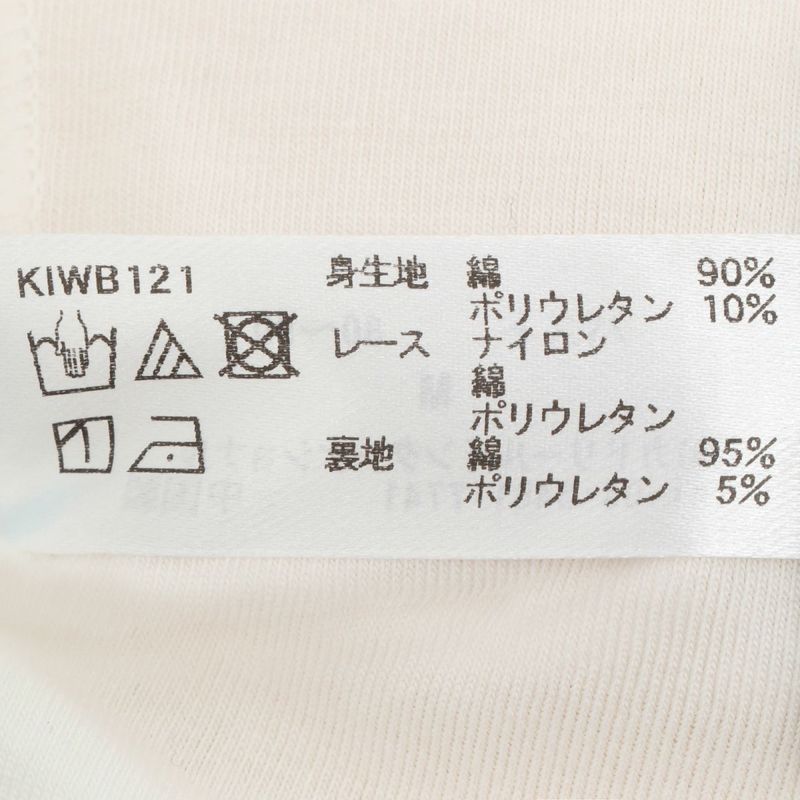 KIWB121 身生地 綿 90%
ポリウレタン 10%
レース ナイロン
綿
ポリウレタン
裏地 綿 95%
ポリウレタン 5%